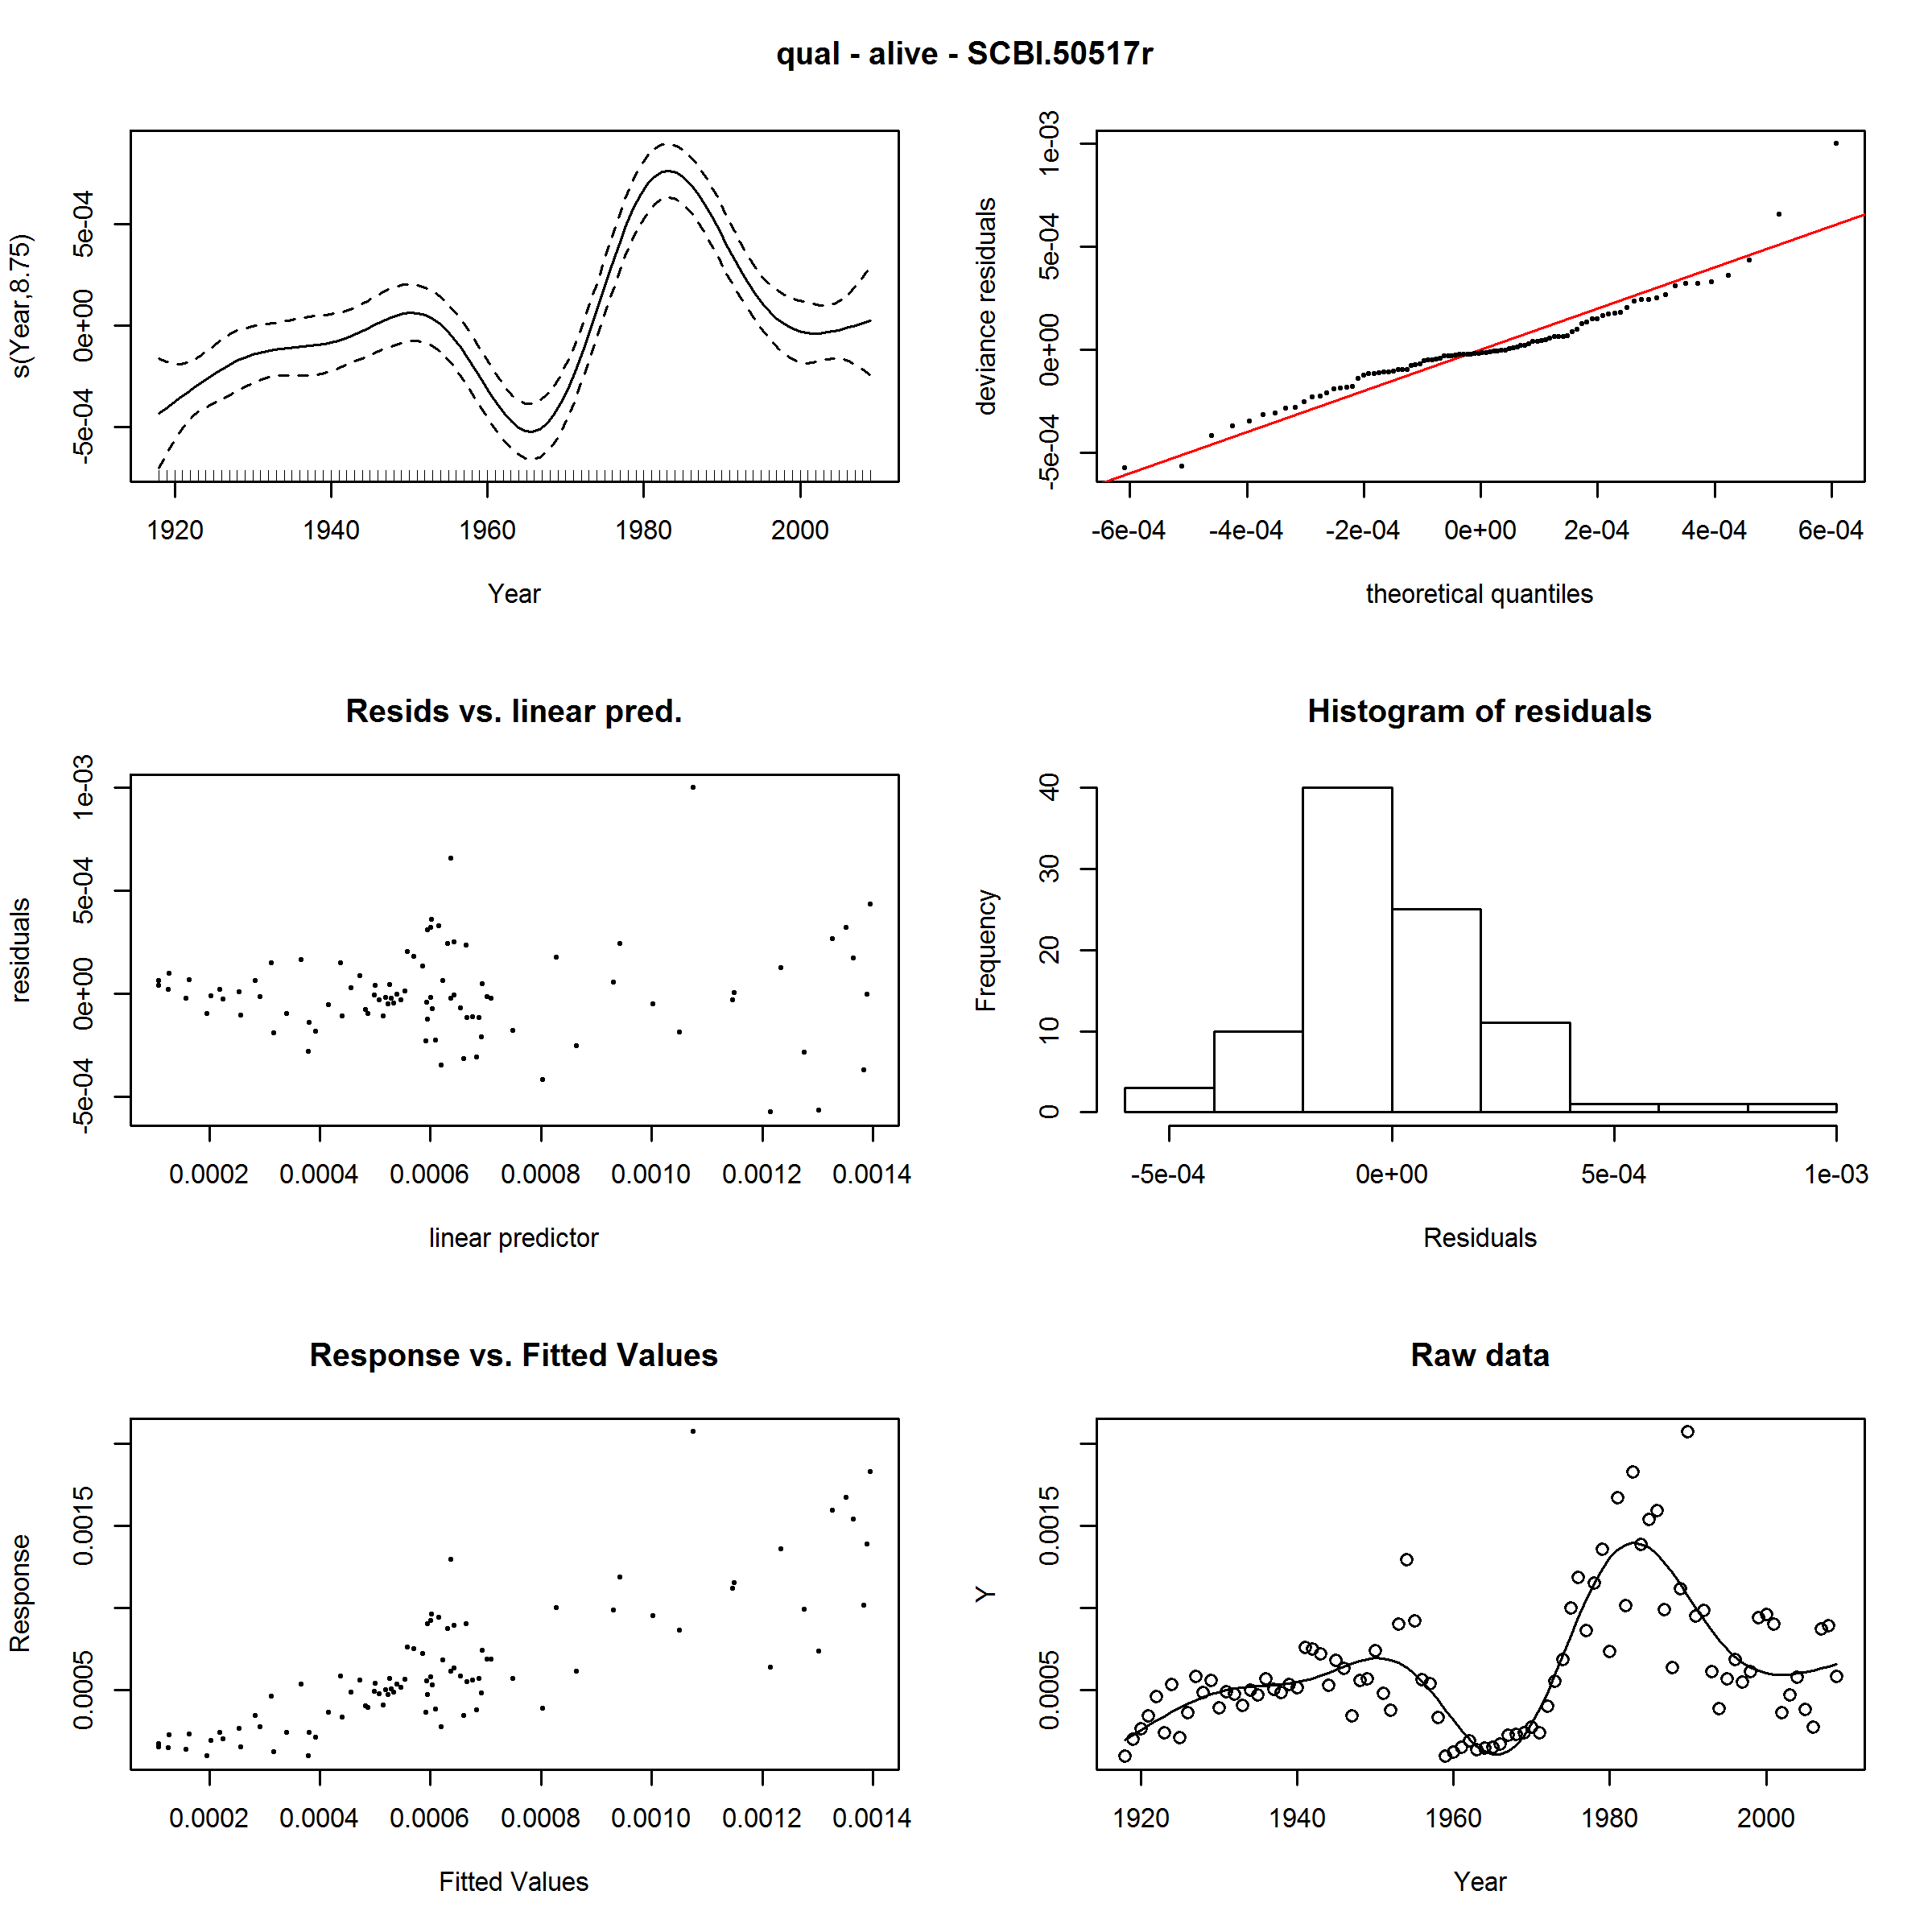 qual - alive - SCBI.50517r
s(Year,8.75)
5e-04
0e+00
-5e-04
1920 1940 1960 1980 2000
Year
deviance residuals
1e-03
5e-04
0e+00
-5e-04
-6e-04 -4e-04 -2e-04 0e+00 2e-04 4e-04 6e-04
theoretical quantiles
Resids vs. linear pred.
residuals
1e-03
5e-04
0e+00
-5e-04
0.0002 0.0004 0.0006 0.0008 0.0010 0.0012 0.0014
linear predictor
Histogram of residuals
Frequency
40
30
20
10
0
-5e-04 0e+00 5e-04 1e-03
Residuals
Response vs. Fitted Values
Response
0.0015
0.0005
0.0002 0.0004 0.0006 0.0008 0.0010 0.0012 0.0014
Fitted Values
Raw data
Y
0.0015
0.0005
1920 1940 1960 1980 2000
Year